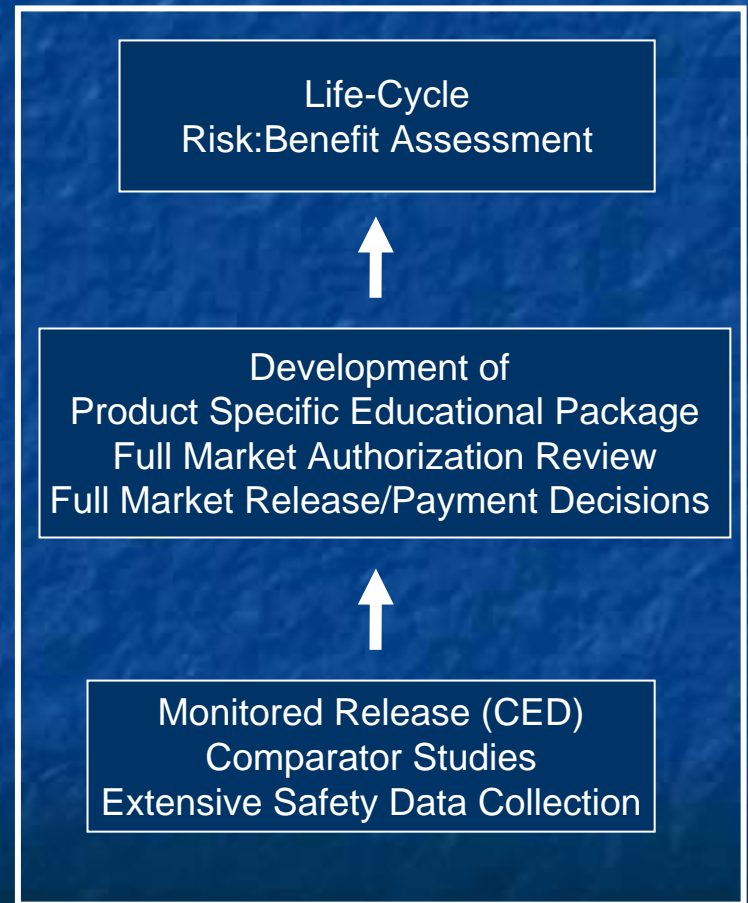 Life-Cycle
Risk:Benefit Assessment
Development of
Product Specific Educational Package
Full Market Authorization Review
Full Market Release/Payment Decisions
Monitored Release (CED)
Comparator Studies
Extensive Safety Data Collection